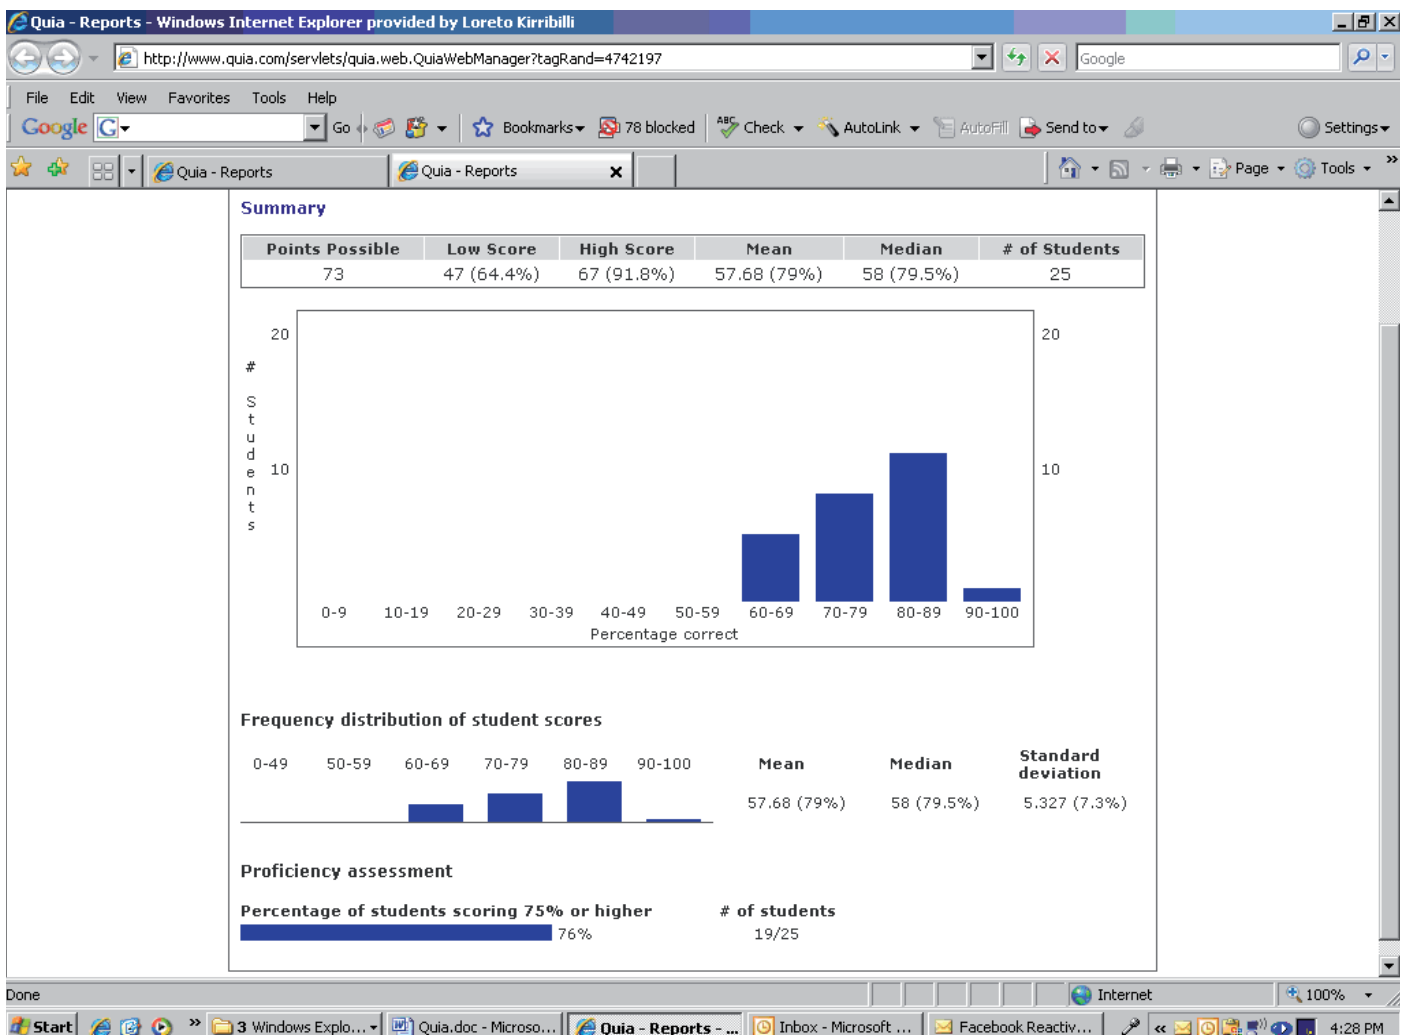 Quia - Reports - Windows Internet Explorer provided by Loreto Kirribilli
http://www.quia.com/servlets/quia.web.QuiaWebManager?tagRand=4742197 Google
File Edit View Favorites Tools Help
Google G Go Bookmarks 78 blocked ABC Check AutoLink AutoFill Send to Settings
Quia - Reports Quia - Reports Page Tools »
Summary
Points Possible Low Score High Score Mean Median # of Students
73 47 (64.4%) 67 (91.8%) 57.68 (79%) 58 (79.5%) 25
20 20
# Students
10 10
0-9 10-19 20-29 30-39 40-49 50-59 60-69 70-79 80-89 90-100
Percentage correct
Frequency distribution of student scores
0-49 50-59 60-69 70-79 80-89 90-100 Mean Median Standard deviation
57.68 (79%) 58 (79.5%) 5.327 (7.3%)
Proficiency assessment
Percentage of students scoring 75% or higher # of students
76% 19/25
Done Internet 100%
Start » 3 Windows Explo... Quia.doc - Microso... Quia - Reports - ... Inbox - Microsoft ... Facebook Reactiv... « 4:28 PM